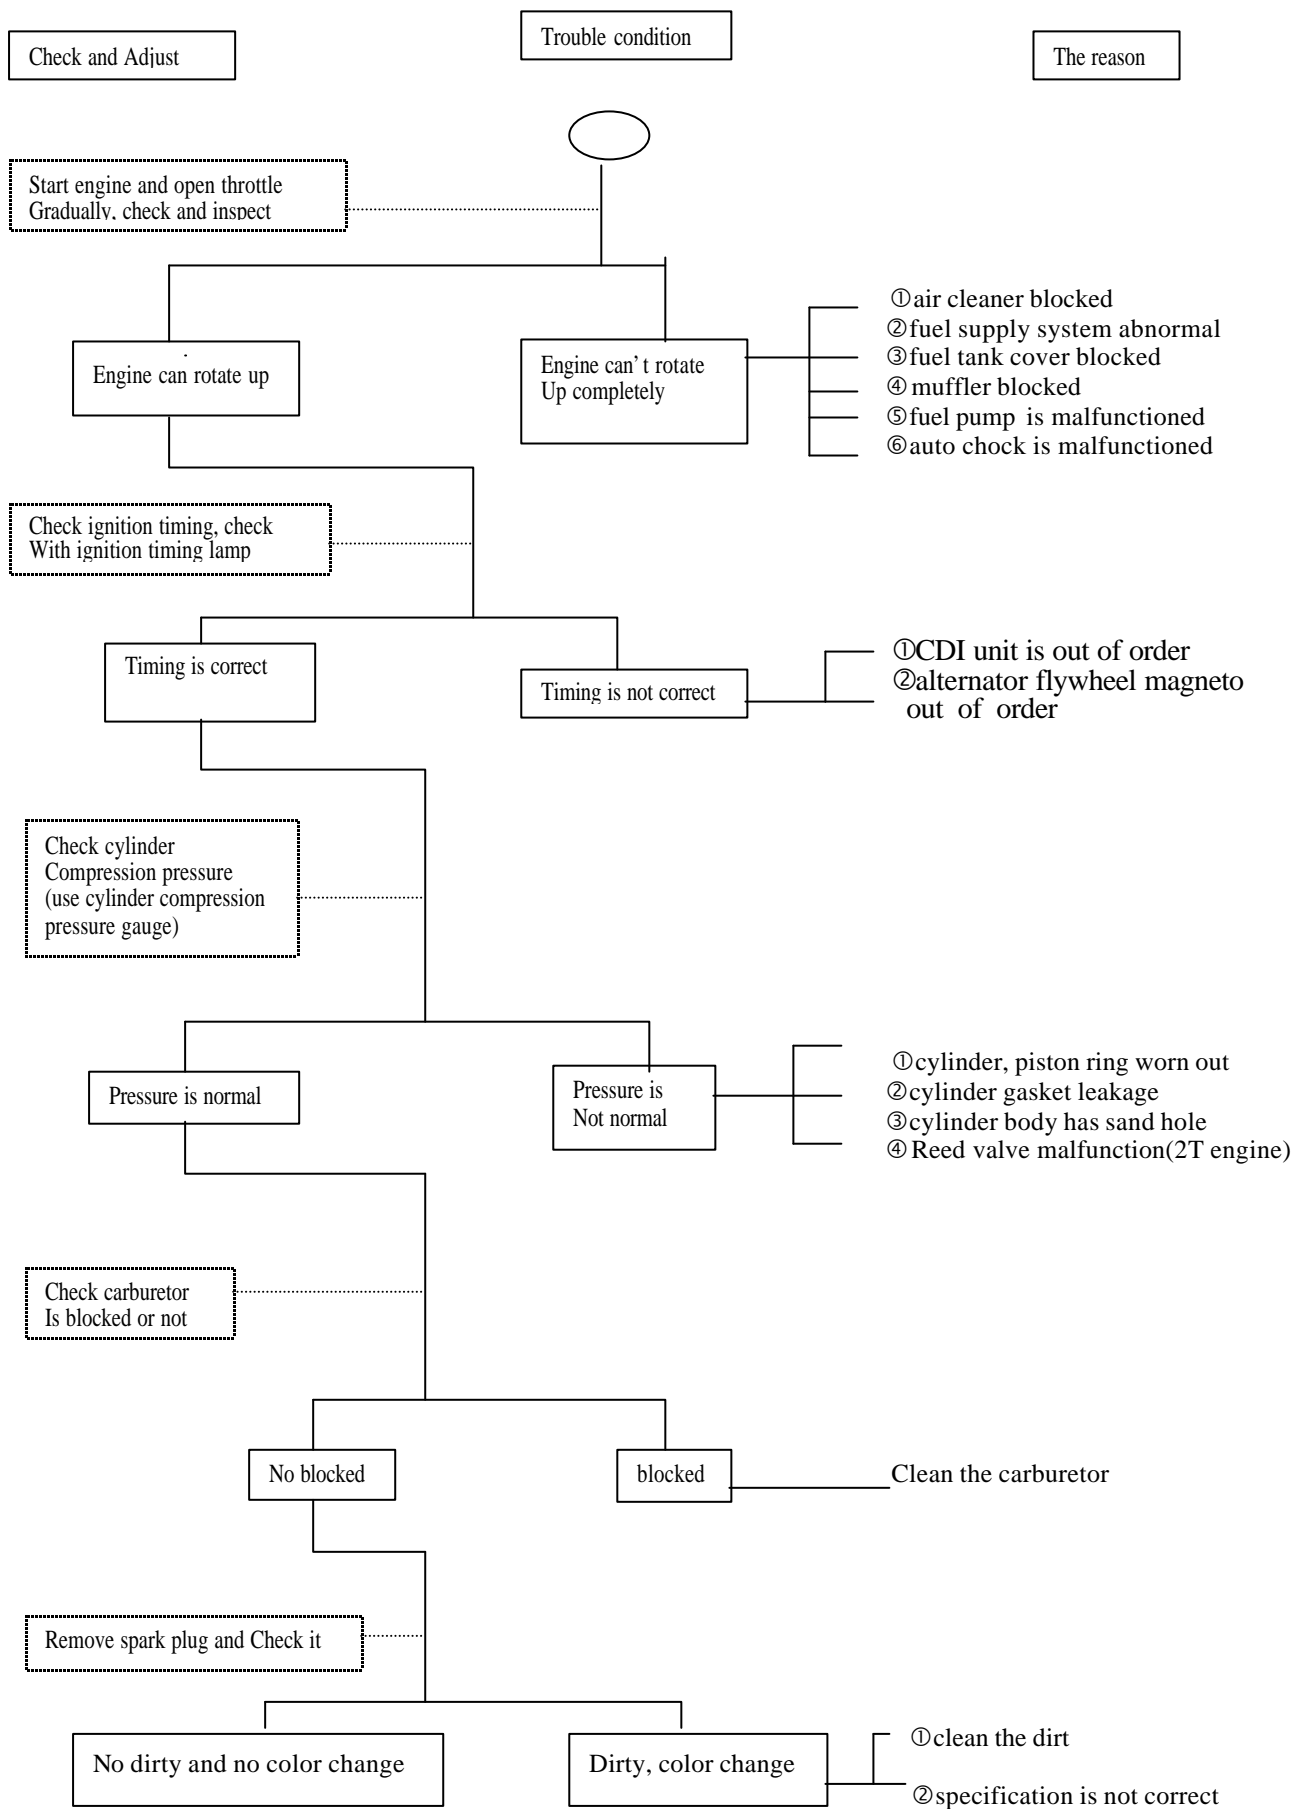 Check and Adjust
Trouble condition
The reason
Start engine and open throttle
Gradually, check and inspect
Engine can rotate up
Engine can't rotate
Up completely
①air cleaner blocked
②fuel supply system abnormal
③fuel tank cover blocked
④muffler blocked
⑤fuel pump is malfunctioned
⑥auto chock is malfunctioned
Check ignition timing, check
With ignition timing lamp
Timing is correct
Timing is not correct
①CDI unit is out of order
②alternator flywheel magneto
out of order
Check cylinder
Compression pressure
(use cylinder compression
pressure gauge)
Pressure is normal
Pressure is
Not normal
①cylinder, piston ring worn out
②cylinder gasket leakage
③cylinder body has sand hole
④Reed valve malfunction(2T engine)
Check carburetor
Is blocked or not
No blocked
blocked
Clean the carburetor
Remove spark plug and Check it
No dirty and no color change
Dirty, color change
①clean the dirt
②specification is not correct